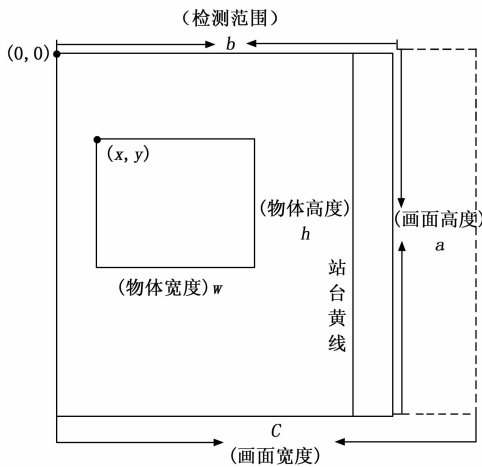 (检测范围)
b
(0,0)
(x, y)
(物体高度)
h
(画面高度)
a
(物体宽度)w
站台黄线
C
(画面宽度)